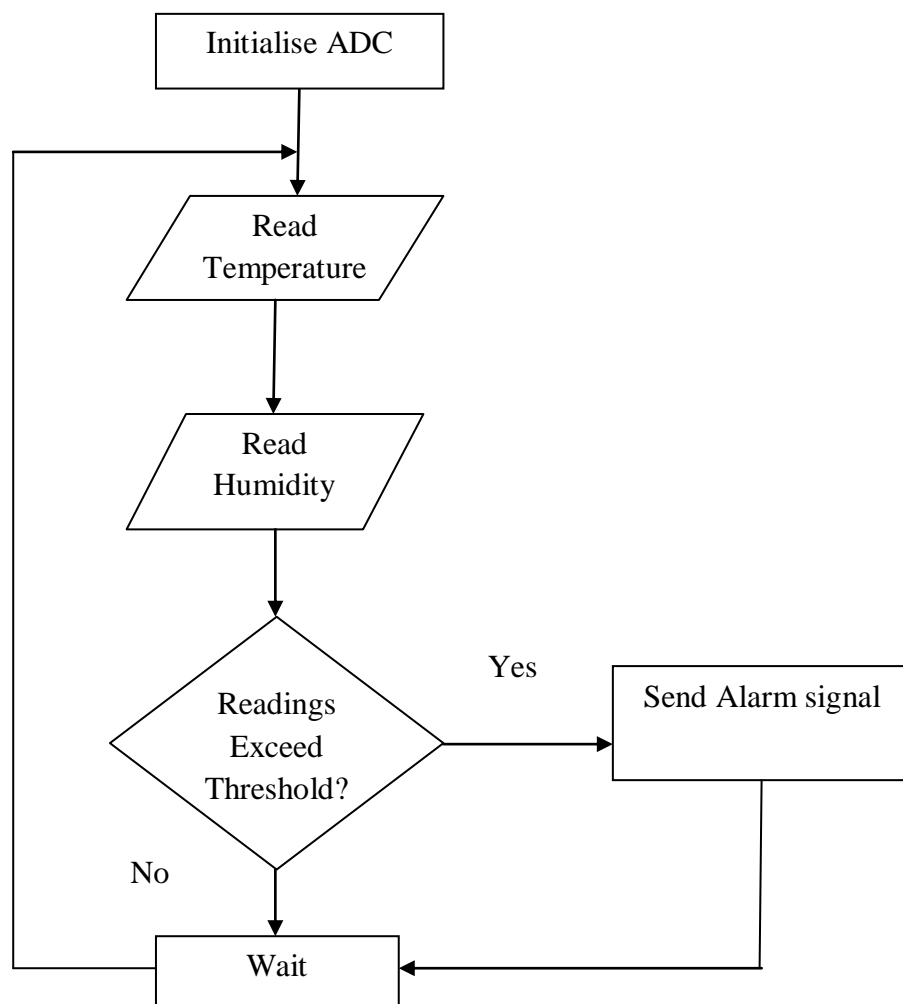 Initialise ADC
Read
Temperature
Read
Humidity
Readings
Exceed
Threshold?
Yes
Send Alarm signal
No
Wait